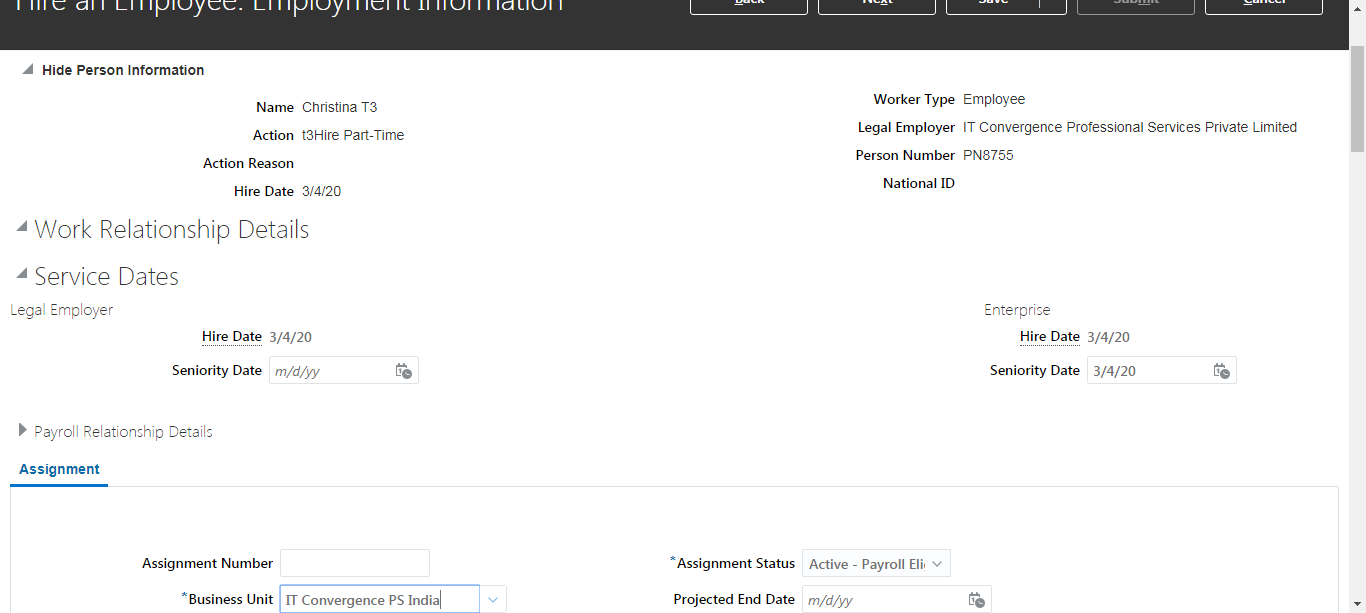 Hire an Employee: Employment Information
Back Next Save Submit Cancel
Hide Person Information
Name Christina T3
Action t3Hire Part-Time
Action Reason
Hire Date 3/4/20
Worker Type Employee
Legal Employer IT Convergence Professional Services Private Limited
Person Number PN8755
National ID
Work Relationship Details
Service Dates
Legal Employer
Hire Date 3/4/20
Seniority Date m/d/yy
Enterprise
Hire Date 3/4/20
Seniority Date 3/4/20
Payroll Relationship Details
Assignment
Assignment Number
*Business Unit IT Convergence PS India
*Assignment Status Active - Payroll Eli
Projected End Date m/d/yy